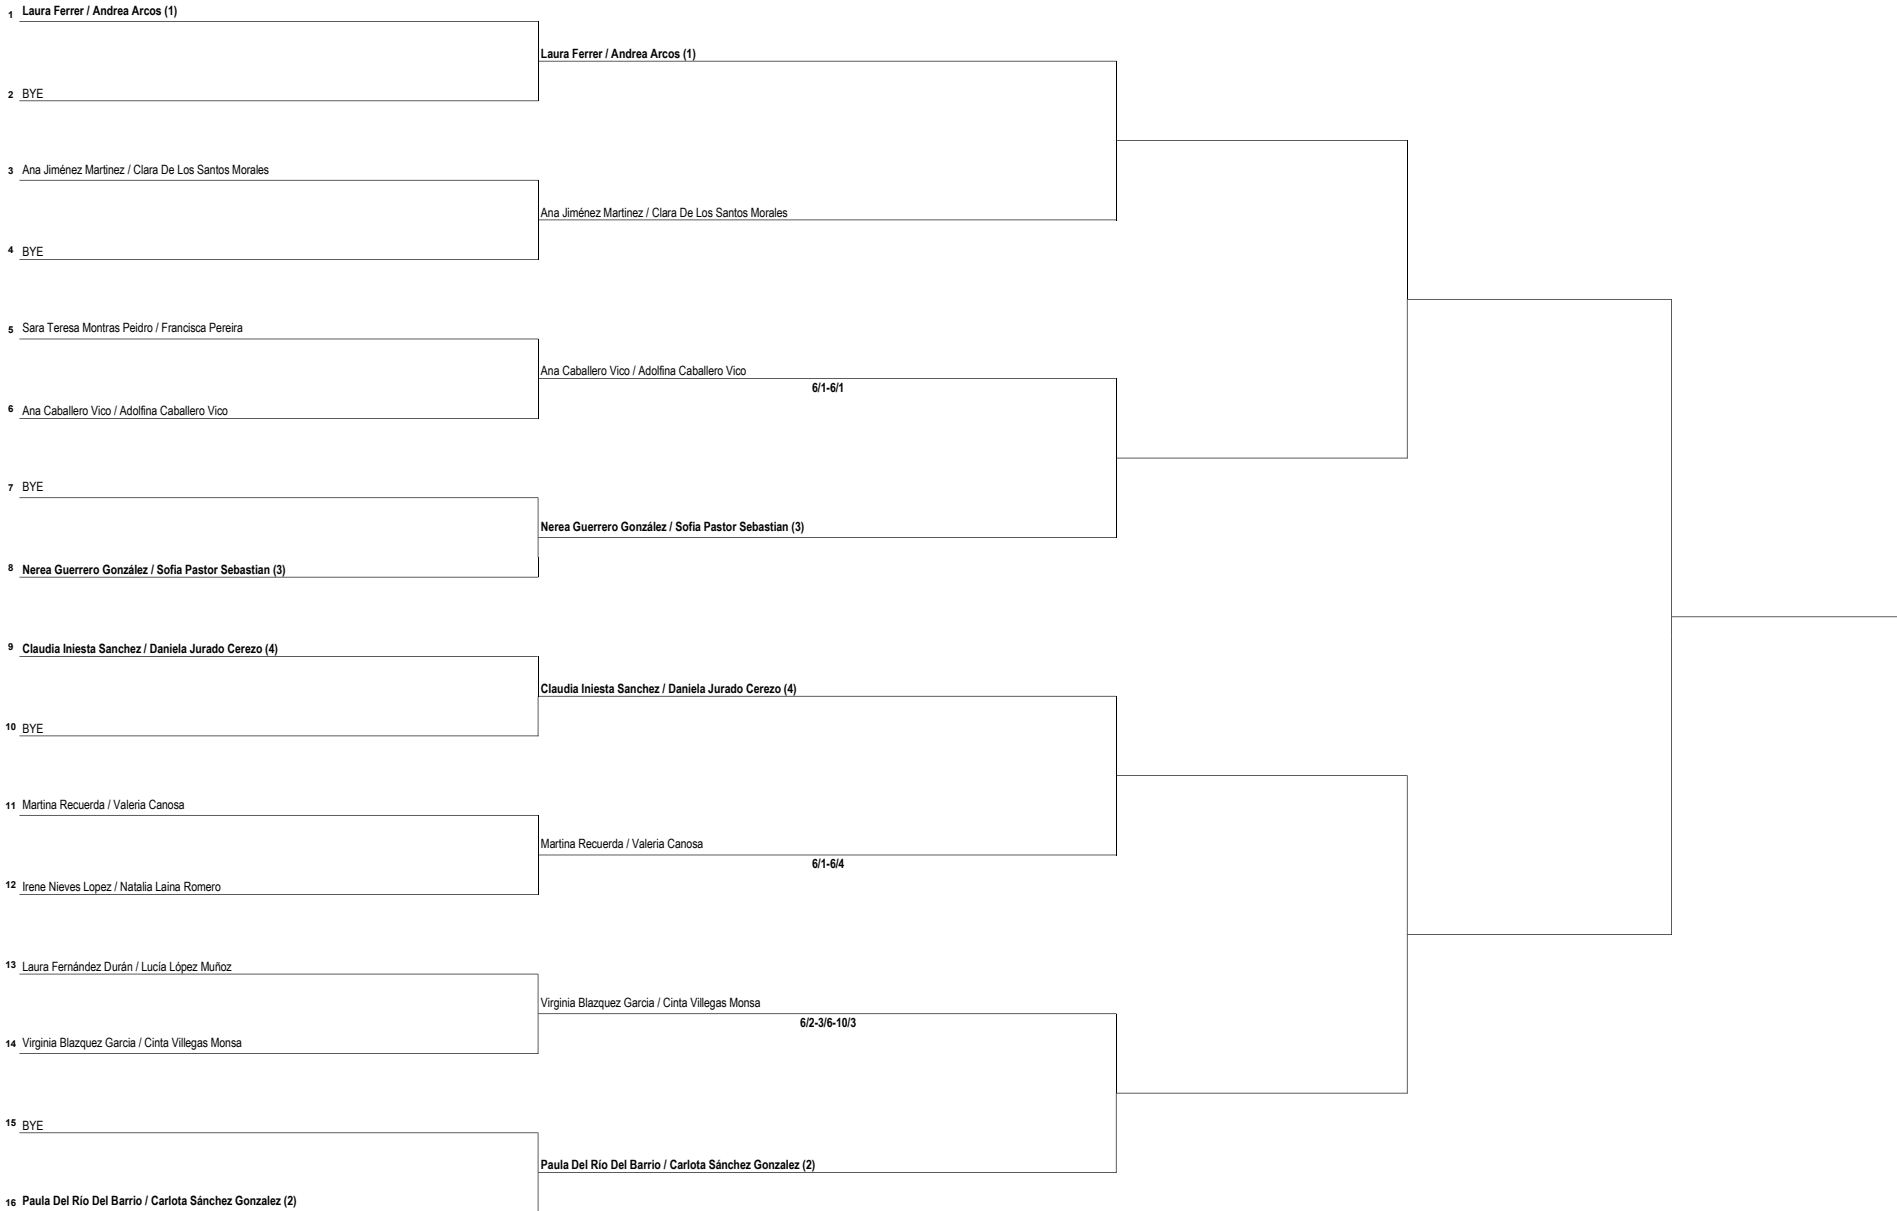 1 Laura Ferrer / Andrea Arcos (1)
Laura Ferrer / Andrea Arcos (1)
2 BYE
3 Ana Jiménez Martinez / Clara De Los Santos Morales
Ana Jiménez Martinez / Clara De Los Santos Morales
4 BYE
5 Sara Teresa Montras Peidro / Francisca Pereira
Ana Caballero Vico / Adolfina Caballero Vico
6/1-6/1
6 Ana Caballero Vico / Adolfina Caballero Vico
7 BYE
Nerea Guerrero González / Sofia Pastor Sebastian (3)
8 Nerea Guerrero González / Sofia Pastor Sebastian (3)
9 Claudia Iniesta Sanchez / Daniela Jurado Cerezo (4)
Claudia Iniesta Sanchez / Daniela Jurado Cerezo (4)
10 BYE
11 Martina Recuerda / Valeria Canosa
Martina Recuerda / Valeria Canosa
6/1-6/4
12 Irene Nieves Lopez / Natalia Laina Romero
13 Laura Fernández Durán / Lucía López Muñoz
Virginia Blazquez Garcia / Cinta Villegas Monsa
6/2-3/6-10/3
14 Virginia Blazquez Garcia / Cinta Villegas Monsa
15 BYE
Paula Del Río Del Barrio / Carlota Sánchez Gonzalez (2)
16 Paula Del Río Del Barrio / Carlota Sánchez Gonzalez (2)